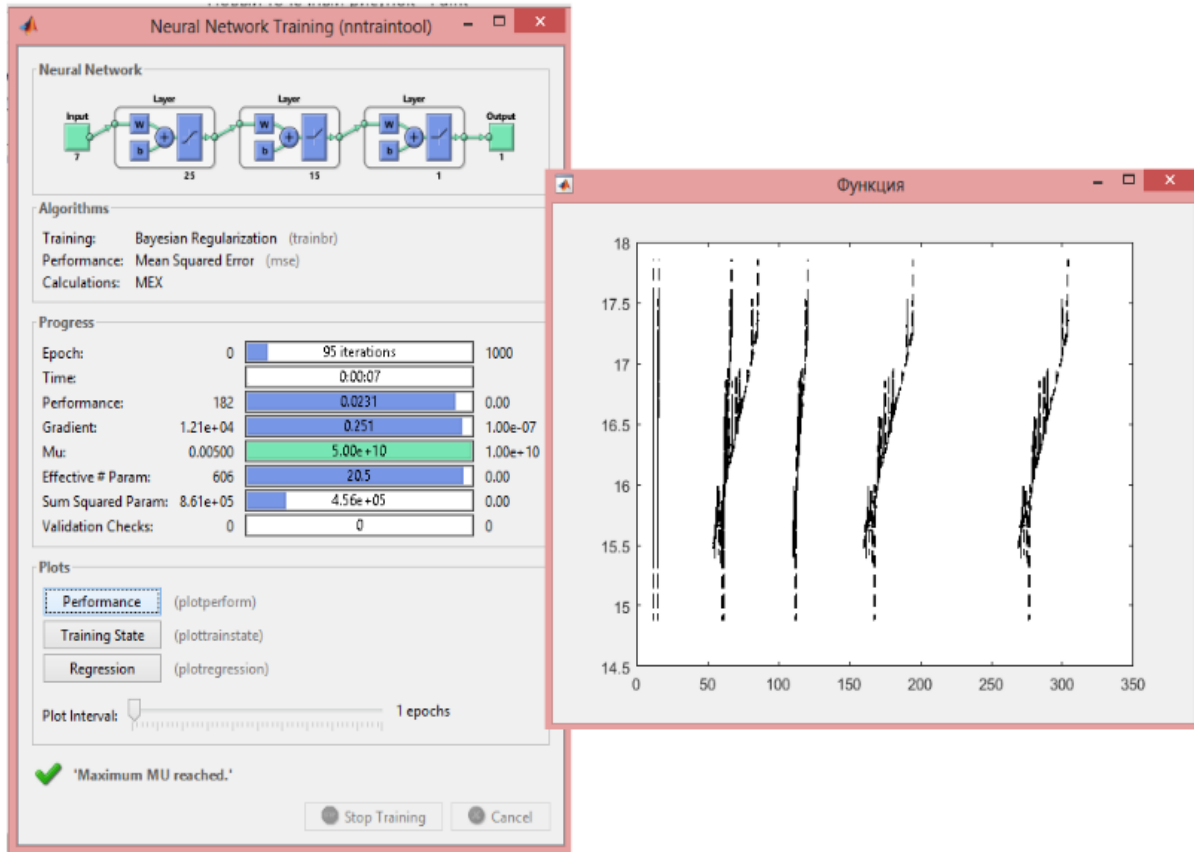 Neural Network Training (nntraintool)
Neural Network
Layer Layer Layer
Input Output
W W W
b b b
7 25 15 1 1
Algorithms
Training: Bayesian Regularization (trainbr)
Performance: Mean Squared Error (mse)
Calculations: MEX
Progress
Epoch: 0 95 iterations 1000
Time: 0:00:07
Performance: 182 0.0231 0.00
Gradient: 1.21e+04 0.251 1.00e-07
Mu: 0.00500 5.00e+10 1.00e+10
Effective # Param: 606 20.5 0.00
Sum Squared Param: 8.61e+05 4.56e+05 0.00
Validation Checks: 0 0 0
Plots
Performance (plotperform)
Training State (plottrainstate)
Regression (plotregression)
Plot Interval: 1 epochs
'Maximum MU reached.'
Stop Training Cancel
Функция
18
17.5
17
16.5
16
15.5
15
14.5
0 50 100 150 200 250 300 350